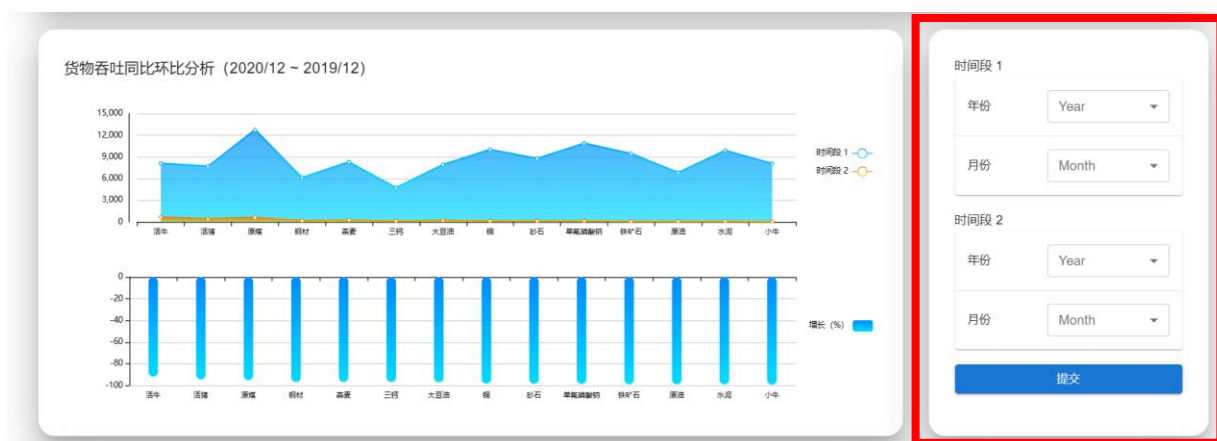 货物吞吐同比环比分析（2020/12 ~ 2019/12）
15,000
12,000
9,000
6,000
3,000
0
活牛 活猪 原煤 钢材 燕麦 三钙 大豆油 铜 砂石 单氟磷酸钠 铁矿石 原油 水泥 小牛
时间段 1
时间段 2
0
-20
-40
-60
-80
-100
活牛 活猪 原煤 钢材 燕麦 三钙 大豆油 铜 砂石 单氟磷酸钠 铁矿石 原油 水泥 小牛
增长（%）
时间段 1
年份 Year
月份 Month
时间段 2
年份 Year
月份 Month
提交